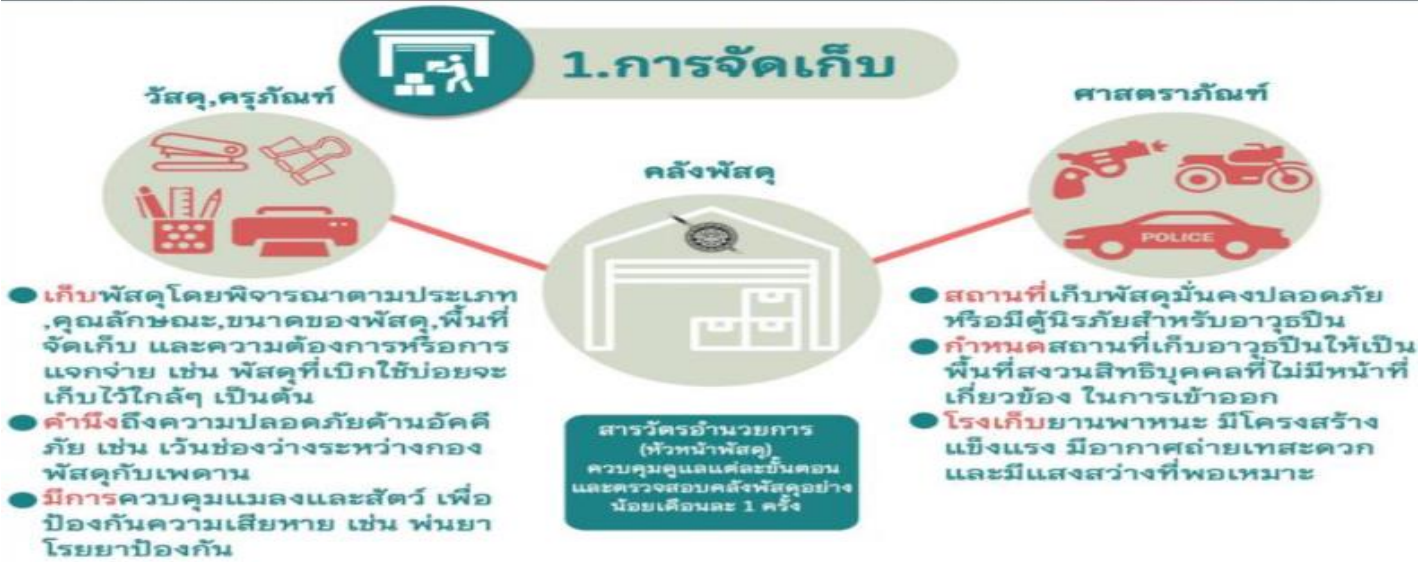 1.การจัดเก็บ
วัสดุ,ครุภัณฑ์
เก็บพัสดุโดยพิจารณาตามประเภท
,คุณลักษณะ,ขนาดของพัสดุ,พื้นที่
จัดเก็บ และความต้องการหรือการ
แจกจ่าย เช่น พัสดุที่เบิกใช้บ่อยจะ
เก็บไว้ใกล้ๆ เป็นต้น
คำนึงถึงความปลอดภัยด้านอัคคี
ภัย เช่น เว้นช่องว่างระหว่างกอง
พัสดุกับเพดาน
มีการควบคุมแมลงและสัตว์ เพื่อ
ป้องกันความเสียหาย เช่น พ่นยา
โรยยาป้องกัน
คลังพัสดุ
สารวัตรอำนวยการ
(หัวหน้าพัสดุ)
ควบคุมดูแลแต่ละขั้นตอน
และตรวจสอบคลังพัสดุอย่าง
น้อยเดือนละ 1 ครั้ง
ศาสตราภัณฑ์
POLICE
สถานที่เก็บพัสดุมั่นคงปลอดภัย
หรือมีตู้นิรภัยสำหรับอาวุธปืน
กำหนดสถานที่เก็บอาวุธปืนให้เป็น
พื้นที่สงวนสิทธิบุคคลที่ไม่มีหน้าที่
เกี่ยวข้อง ในการเข้าออก
โรงเก็บยานพาหนะ มีโครงสร้าง
แข็งแรง มีอากาศถ่ายเทสะดวก
และมีแสงสว่างที่พอเหมาะ